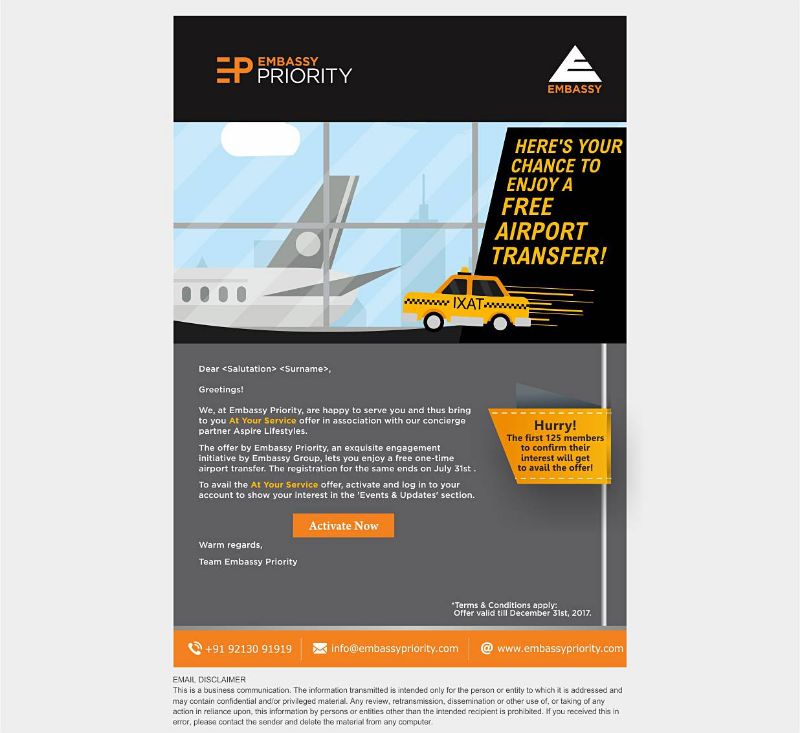 EMBASSY
PRIORITY
EMBASSY
HERE'S YOUR
CHANCE TO
ENJOY A
FREE
AIRPORT
TRANSFER!
IXAT
Dear <Salutation> <Surname>,
Greetings!
We, at Embassy Priority, are happy to serve you and thus bring
to you At Your Service offer in association with our concierge
partner Aspire Lifestyles.
The offer by Embassy Priority, an exquisite engagement
initiative by Embassy Group, lets you enjoy a free one-time
airport transfer. The registration for the same ends on July 31st .
To avail the At Your Service offer, activate and log in to your
account to show your interest in the 'Events & Updates' section.
Hurry!
The first 125 members
to confirm their
interest will get
to avail the offer!
Activate Now
Warm regards,
Team Embassy Priority
*Terms & Conditions apply:
Offer valid till December 31st, 2017.
+91 92130 91919
info@embassypriority.com
@ www.embassypriority.com
EMAIL DISCLAIMER
This is a business communication. The information transmitted is intended only for the person or entity to which it is addressed and
may contain confidential and/or privileged material. Any review, retransmission, dissemination or other use of, or taking of any
action in reliance upon, this information by persons or entities other than the intended recipient is prohibited. If you received this in
error, please contact the sender and delete the material from any computer.